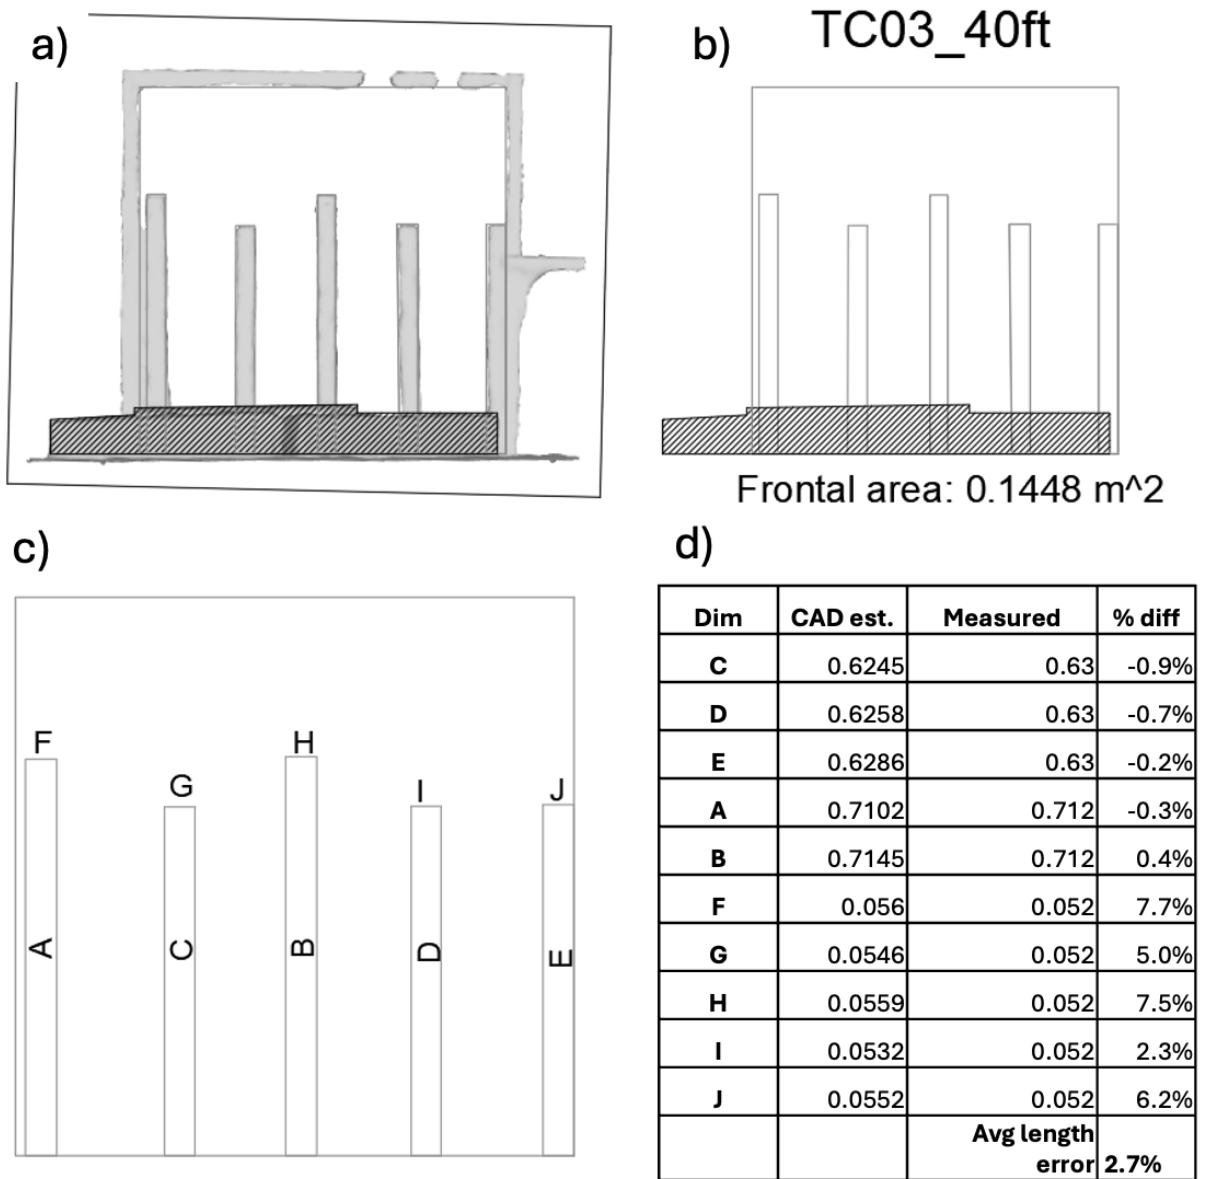 a)
b)
TC03_40ft
Frontal area: 0.1448 m^2
c)
F
H
G
I
J
A
C
B
D
E
d)
Dim CAD est. Measured % diff
C 0.6245 0.63 -0.9%
D 0.6258 0.63 -0.7%
E 0.6286 0.63 -0.2%
A 0.7102 0.712 -0.3%
B 0.7145 0.712 0.4%
F 0.056 0.052 7.7%
G 0.0546 0.052 5.0%
H 0.0559 0.052 7.5%
I 0.0532 0.052 2.3%
J 0.0552 0.052 6.2%
Avg length
error 2.7%